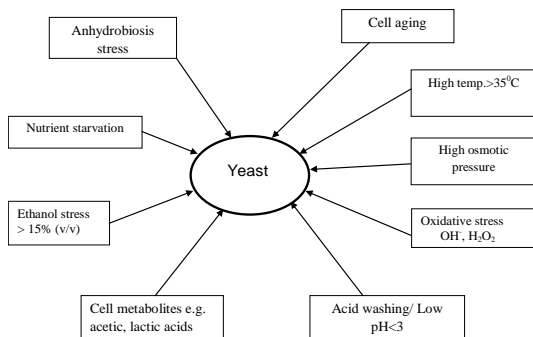 Anhydrobiosis
stress
Cell aging
High temp.>35⁰C
Nutrient starvation
Yeast
High osmotic
pressure
Ethanol stress
> 15% (v/v)
Oxidative stress
OH⁻, H₂O₂
Cell metabolites e.g.
acetic, lactic acids
Acid washing/ Low
pH<3